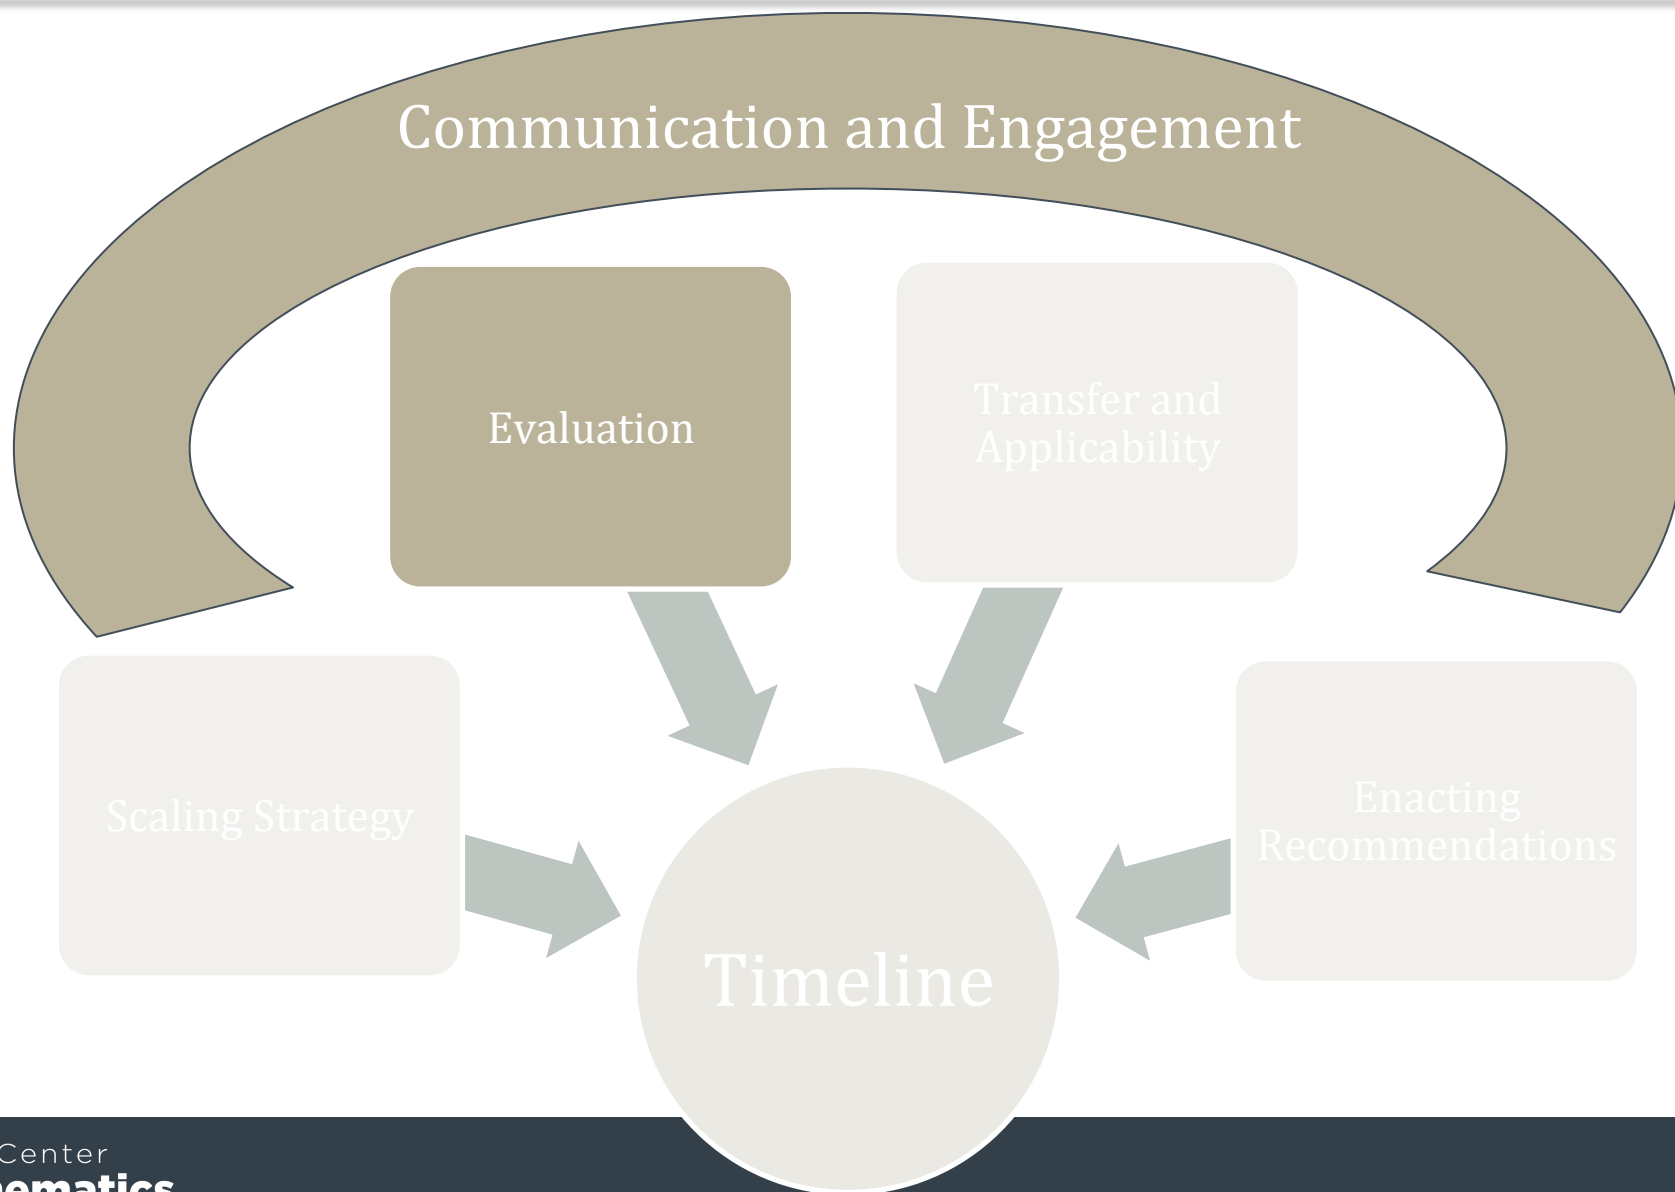 Communication and Engagement
Evaluation
Transfer and
Applicability
Scaling Strategy
Enacting
Recommendations
Timeline
Center